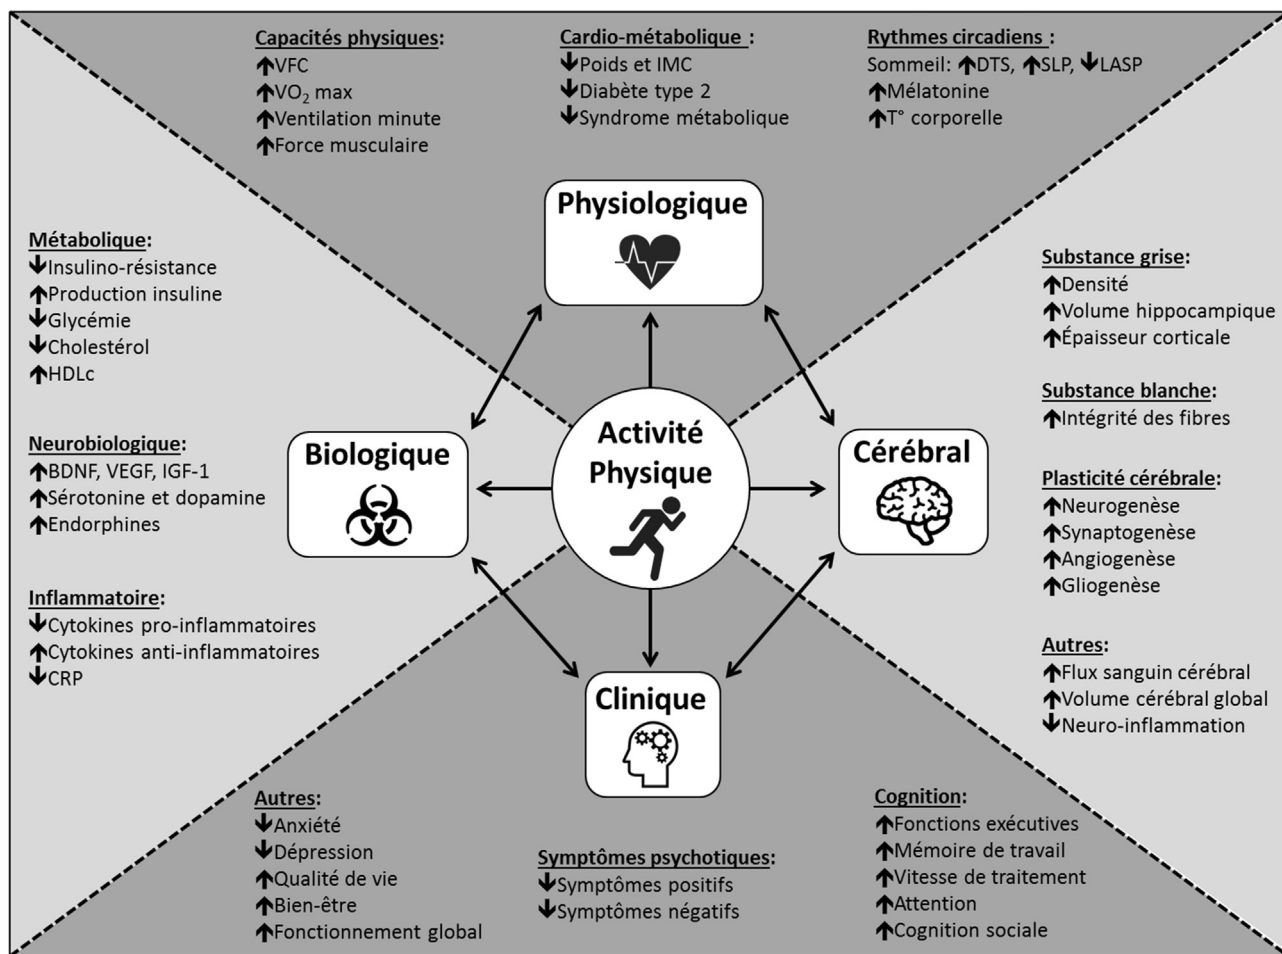 Capacités physiques:
↑VFC
↑VO₂ max
↑Ventilation minute
↑Force musculaire
Cardio-métabolique :
↓Poids et IMC
↓Diabète type 2
↓Syndrome métabolique
Rythmes circadiens :
Sommeil: ↑DTS, ↑SLP, ↓LASP
↑Mélatonine
↑T° corporelle
Physiologique
Métabolique:
↓Insulino-résistance
↑Production insuline
↓Glycémie
↓Cholestérol
↑HDLc
Neurobiologique:
↑BDNF, VEGF, IGF-1
↑Sérotonine et dopamine
↑Endorphines
Inflammatoire:
↓Cytokines pro-inflammatoires
↑Cytokines anti-inflammatoires
↓CRP
Biologique
Activité
Physique
Cérébral
Substance grise:
↑Densité
↑Volume hippocampique
↑Épaisseur corticale
Substance blanche:
↑Intégrité des fibres
Plasticité cérébrale:
↑Neurogenèse
↑Synaptogenèse
↑Angiogenèse
↑Gliogenèse
Autres:
↑Flux sanguin cérébral
↑Volume cérébral global
↓Neuro-inflammation
Clinique
Autres:
↓Anxiété
↓Dépression
↑Qualité de vie
↑Bien-être
↑Fonctionnement global
Symptômes psychotiques:
↓Symptômes positifs
↓Symptômes négatifs
Cognition:
↑Fonctions exécutives
↑Mémoire de travail
↑Vitesse de traitement
↑Attention
↑Cognition sociale